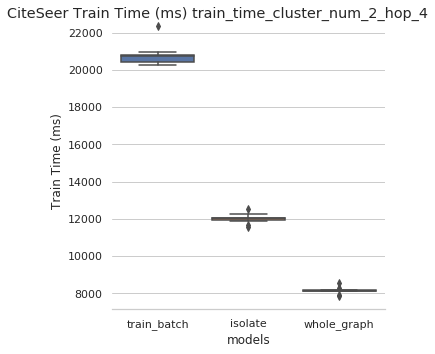 CiteSeer Train Time (ms) train_time_cluster_num_2_hop_4
22000
20000
18000
16000
14000
12000
10000
8000
Train Time (ms)
train_batch isolate whole_graph
models